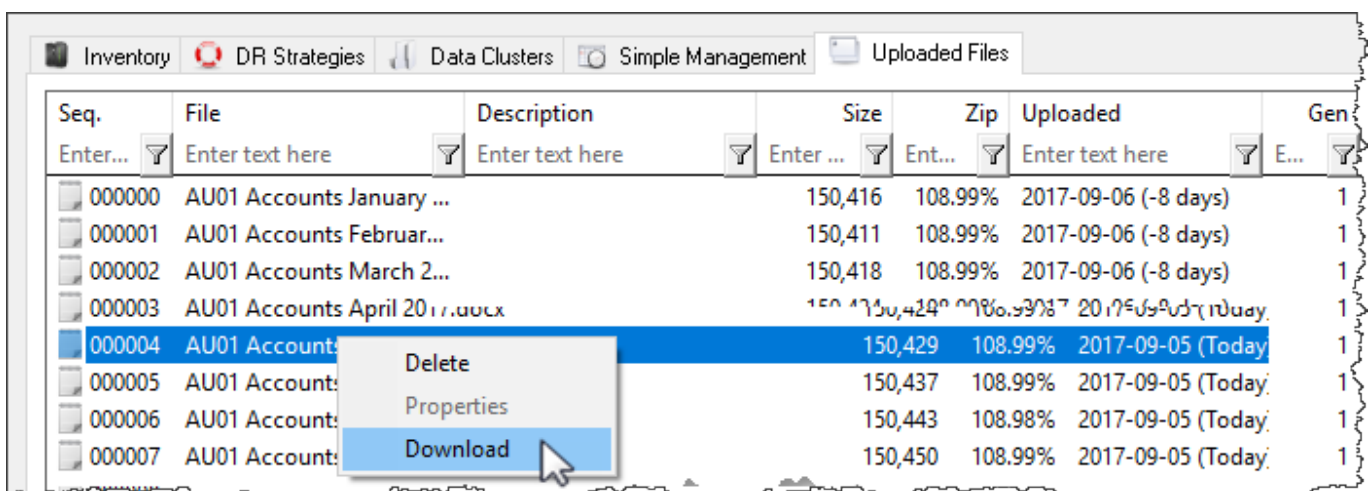 Inventory DR Strategies Data Clusters Simple Management Uploaded Files
Seq. File Description Size Zip Uploaded Gen
Enter... Enter text here Enter text here Enter ... Ent... Enter text here E...
000000 AU01 Accounts January ... 150,416 108.99% 2017-09-06 (-8 days) 1
000001 AU01 Accounts Februar... 150,411 108.99% 2017-09-06 (-8 days) 1
000002 AU01 Accounts March 2... 150,418 108.99% 2017-09-06 (-8 days) 1
000003 AU01 Accounts April 1
000004 AU01 Accounts 150,429 108.99% 2017-09-05 (Today) 1
Delete
000005 AU01 Accounts 150,437 108.99% 2017-09-05 (Today) 1
Properties
000006 AU01 Accounts 150,443 108.98% 2017-09-05 (Today) 1
Download
000007 AU01 Accounts 150,450 108.99% 2017-09-05 (Today) 1